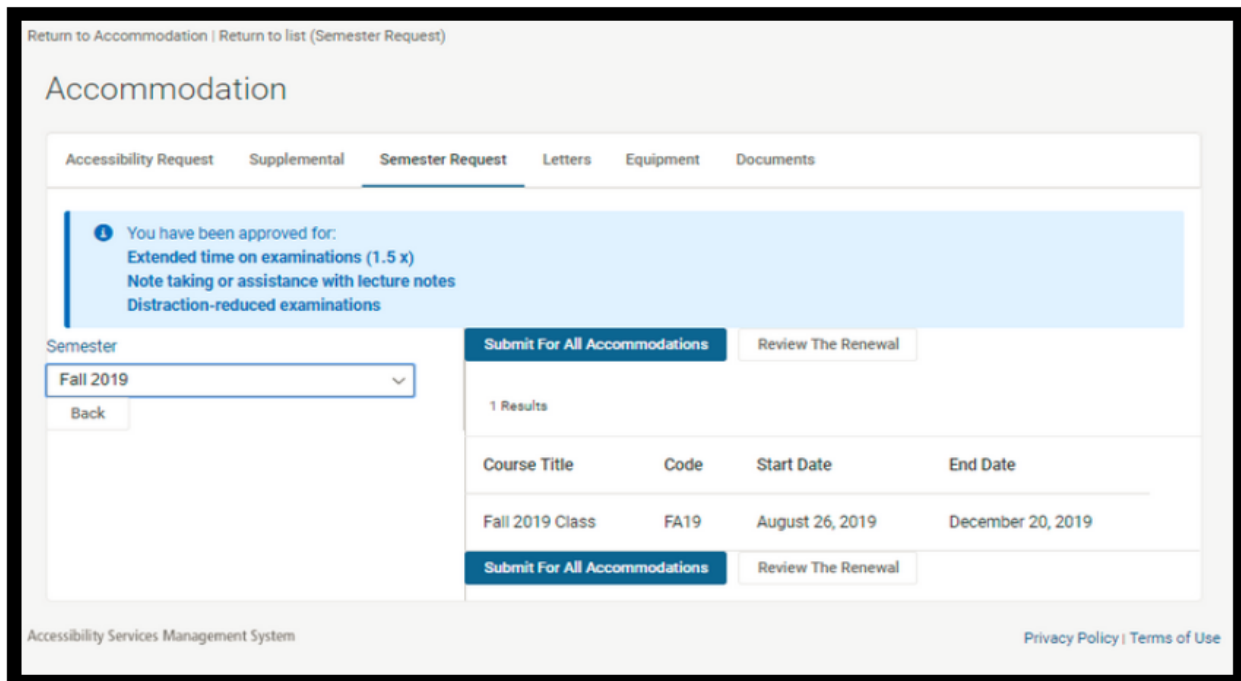 Return to Accommodation | Return to list (Semester Request)
Accommodation
Accessibility Request Supplemental Semester Request Letters Equipment Documents
You have been approved for:
Extended time on examinations (1.5 x)
Note taking or assistance with lecture notes
Distraction-reduced examinations
Semester
Fall 2019
Back
Submit For All Accommodations Review The Renewal
1 Results
Course Title Code Start Date End Date
Fall 2019 Class FA19 August 26, 2019 December 20, 2019
Submit For All Accommodations Review The Renewal
Accessibility Services Management System
Privacy Policy | Terms of Use